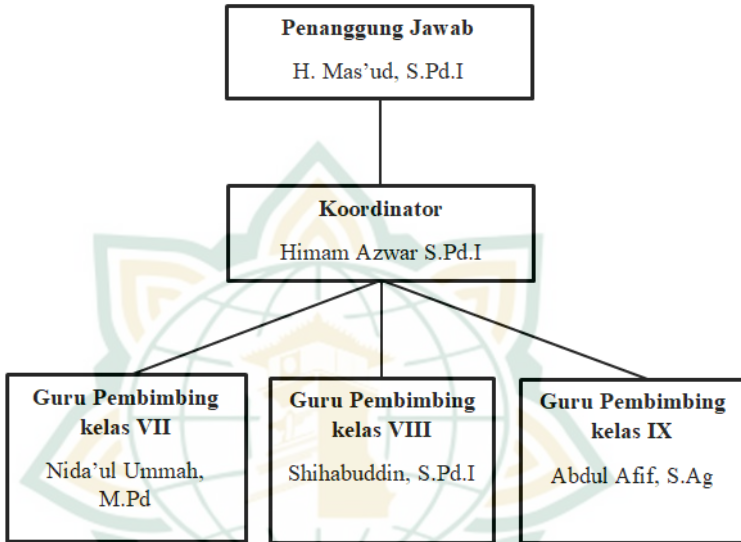 Penanggung Jawab
H. Mas’ud, S.Pd.I
Koordinator
Himam Azwar S.Pd.I
Guru Pembimbing
kelas VII
Nida’ul Ummah,
M.Pd
Guru Pembimbing
kelas VIII
Shihabuddin, S.Pd.I
Guru Pembimbing
kelas IX
Abdul Afif, S.Ag